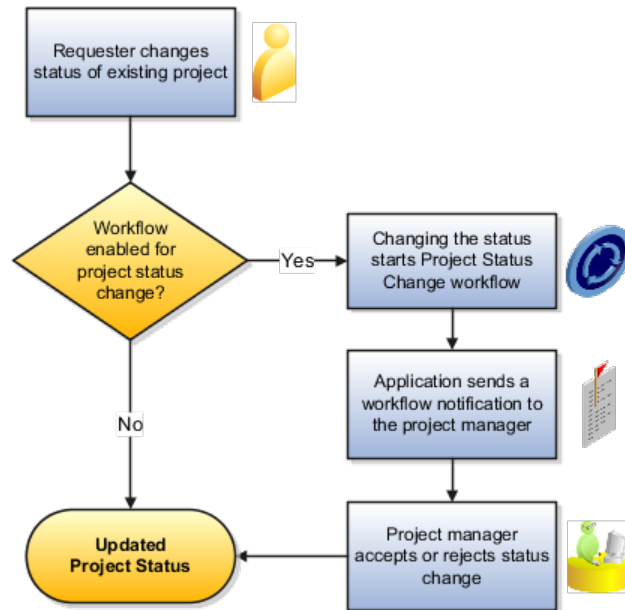 Requester changes
status of existing project
Workflow
enabled for
project status
change?
Yes
Changing the status
starts Project Status
Change workflow
Application sends a
workflow notification to
the project manager
No
Updated
Project Status
Project manager
accepts or rejects status
change